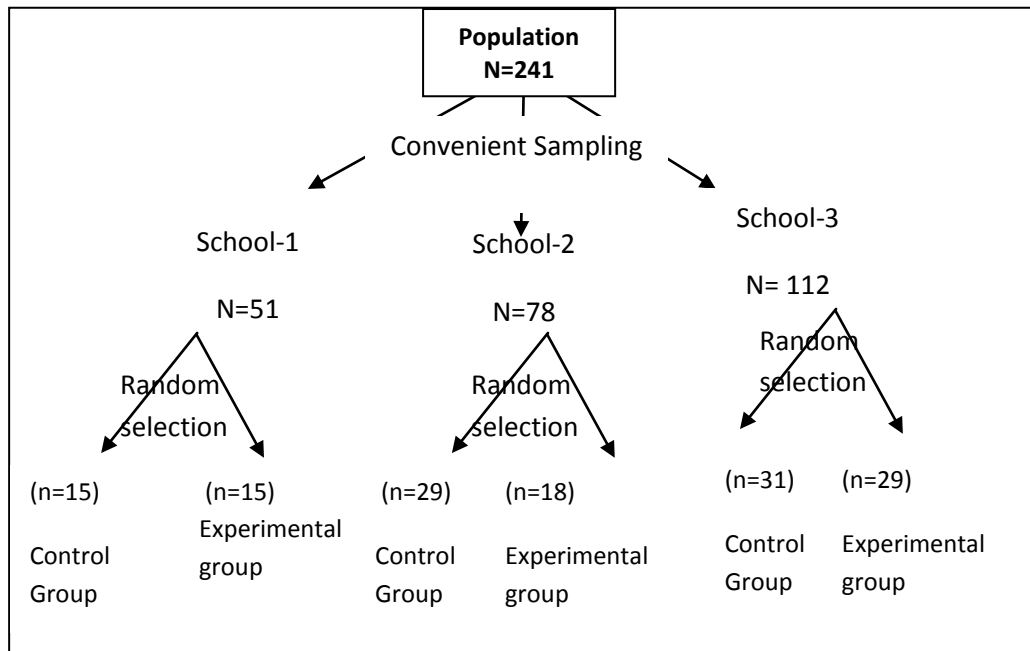 Population
N=241
Convenient Sampling
School-1
School-2
School-3
N=51
N=78
N= 112
Random
selection
Random
selection
Random
selection
(n=15)
(n=15)
(n=29)
(n=18)
(n=31)
(n=29)
Control
Group
Experimental
group
Control
Group
Experimental
group
Control
Group
Experimental
group